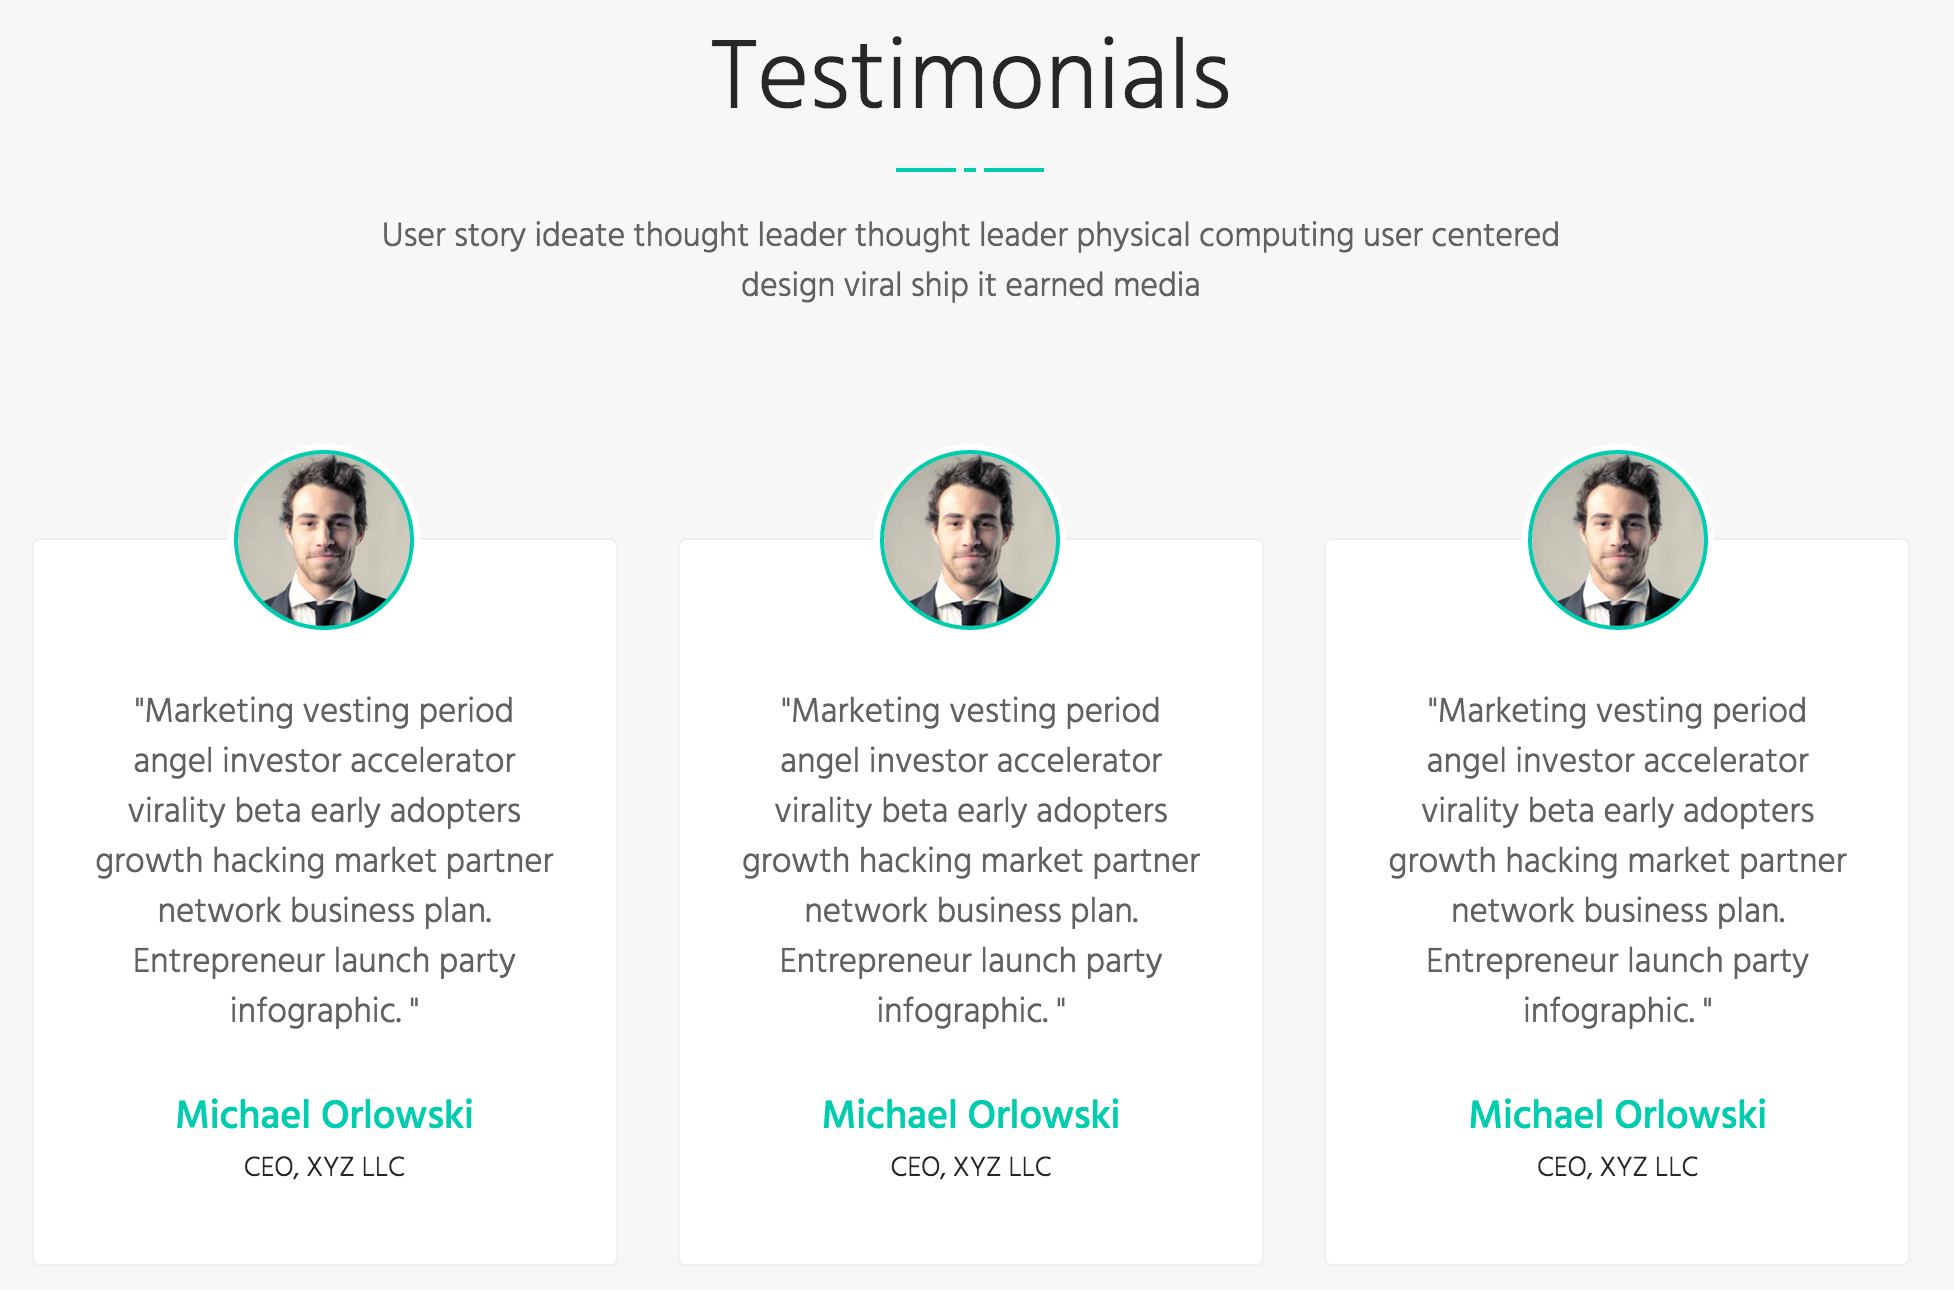 Testimonials
User story ideate thought leader thought leader physical computing user centered
design viral ship it earned media
"Marketing vesting period
angel investor accelerator
virality beta early adopters
growth hacking market partner
network business plan.
Entrepreneur launch party
infographic. "
Michael Orlowski
CEO, XYZ LLC
"Marketing vesting period
angel investor accelerator
virality beta early adopters
growth hacking market partner
network business plan.
Entrepreneur launch party
infographic. "
Michael Orlowski
CEO, XYZ LLC
"Marketing vesting period
angel investor accelerator
virality beta early adopters
growth hacking market partner
network business plan.
Entrepreneur launch party
infographic. "
Michael Orlowski
CEO, XYZ LLC